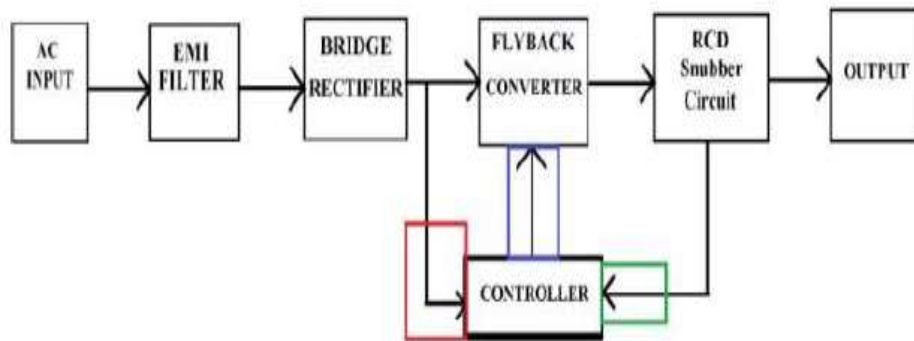 AC
INPUT
EMI
FILTER
BRIDGE
RECTIFIER
FLYBACK
CONVERTER
RCD
Snubber
Circuit
OUTPUT
CONTROLLER